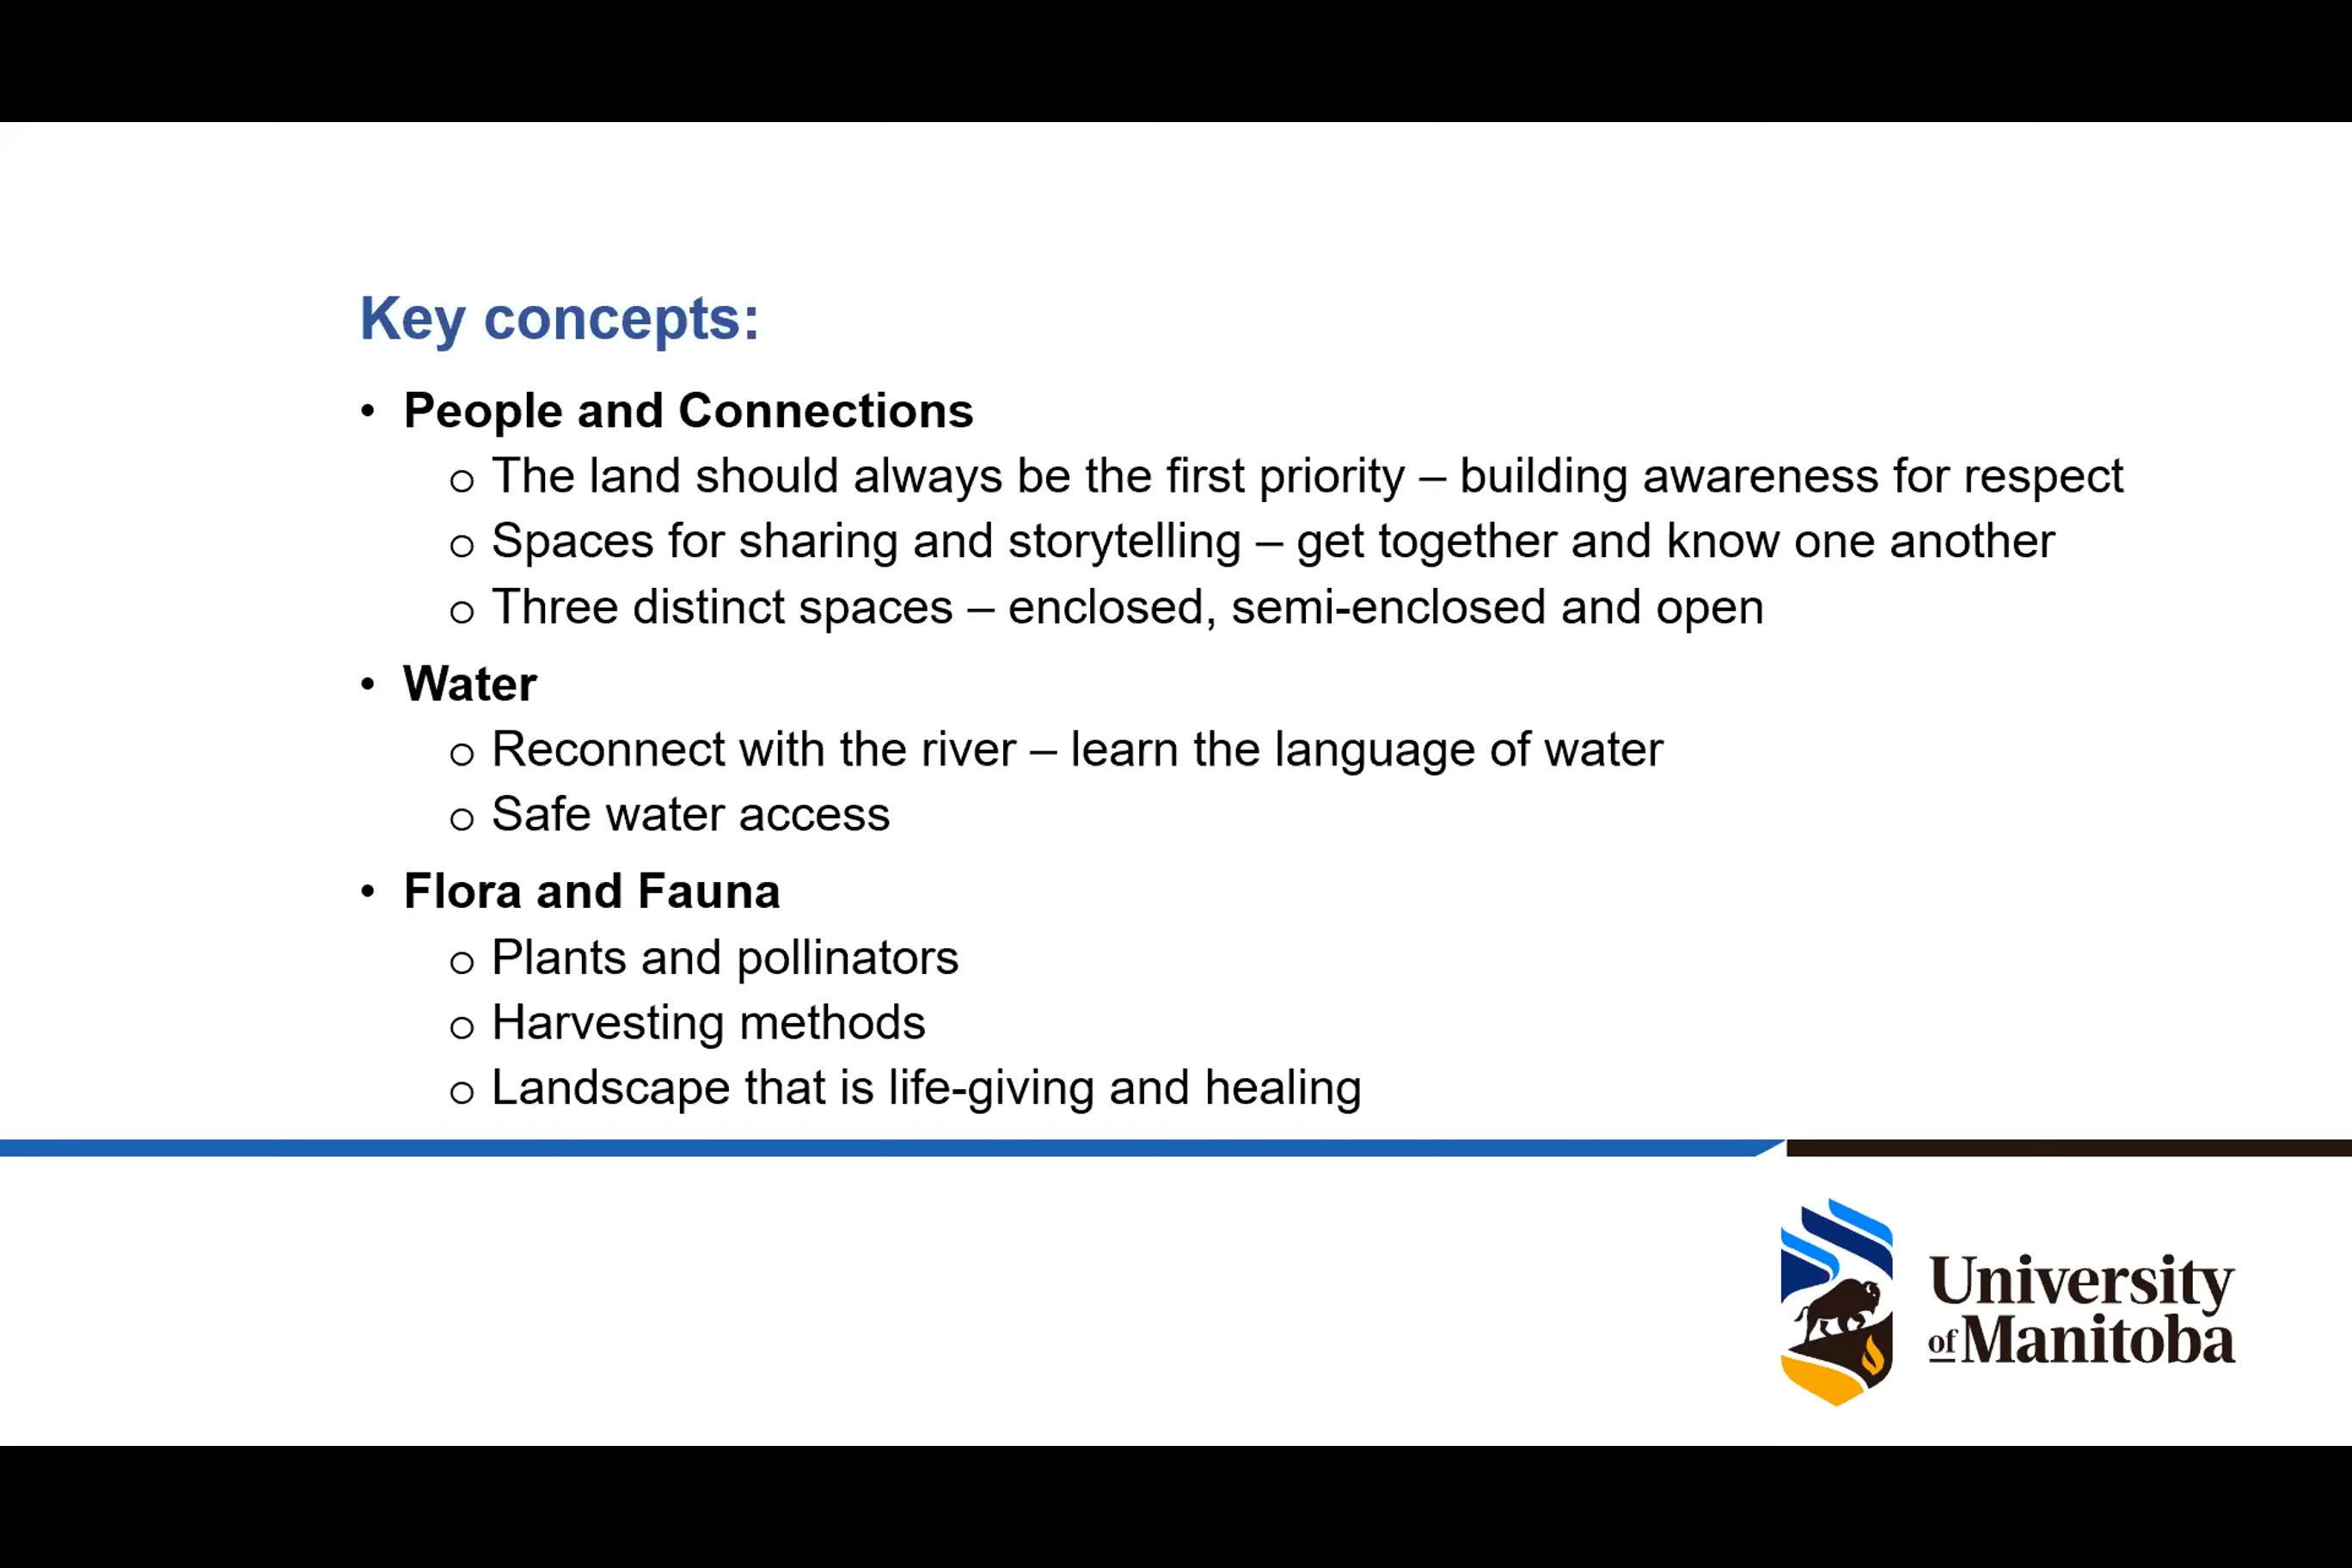 Key concepts:
• People and Connections
o The land should always be the first priority – building awareness for respect
o Spaces for sharing and storytelling – get together and know one another
o Three distinct spaces – enclosed, semi-enclosed and open
• Water
o Reconnect with the river – learn the language of water
o Safe water access
• Flora and Fauna
o Plants and pollinators
o Harvesting methods
o Landscape that is life-giving and healing
University
of Manitoba